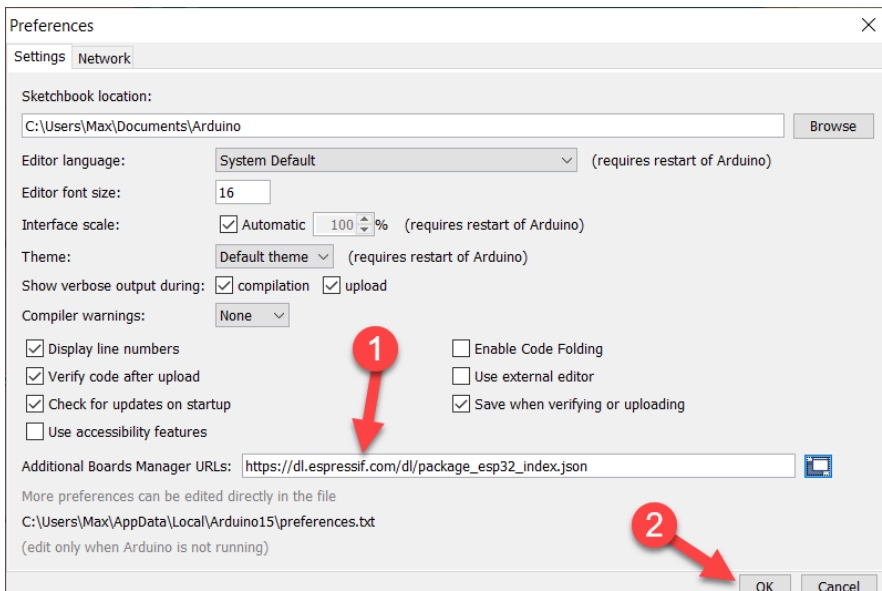 Preferences
Settings Network
Sketchbook location:
C:\Users\Max\Documents\Arduino Browse
Editor language: System Default (requires restart of Arduino)
Editor font size: 16
Interface scale: Automatic 100 % (requires restart of Arduino)
Theme: Default theme (requires restart of Arduino)
Show verbose output during: compilation upload
Compiler warnings: None
1
Display line numbers Enable Code Folding
Verify code after upload Use external editor
Check for updates on startup Save when verifying or uploading
Use accessibility features
Additional Boards Manager URLs: https://dl.espressif.com/dl/package_esp32_index.json
More preferences can be edited directly in the file
C:\Users\Max\AppData\Local\Arduino15\preferences.txt
2
(edit only when Arduino is not running)
OK Cancel